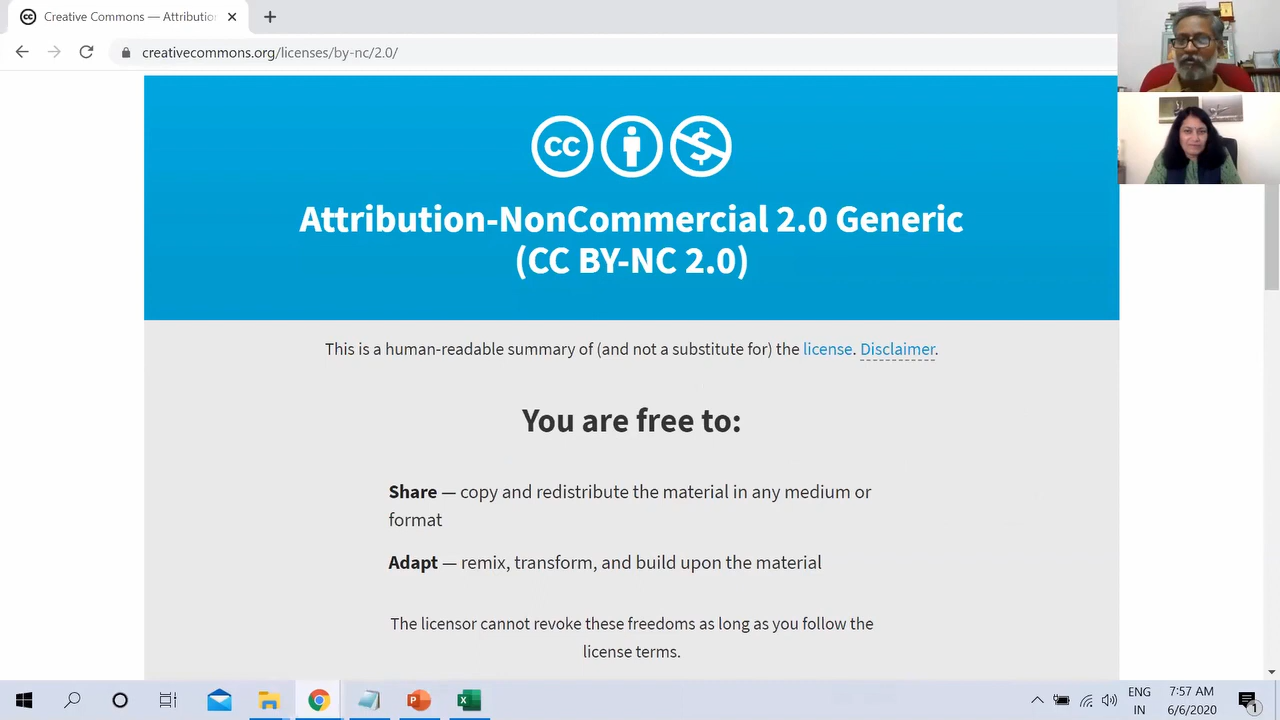 Creative Commons — Attributio
creativecommons.org/licenses/by-nc/2.0/
cc
Attribution-NonCommercial 2.0 Generic
(CC BY-NC 2.0)
This is a human-readable summary of (and not a substitute for) the license. Disclaimer.
You are free to:
Share — copy and redistribute the material in any medium or
format
Adapt — remix, transform, and build upon the material
The licensor cannot revoke these freedoms as long as you follow the
license terms.
ENG
IN
7:57 AM
6/6/2020
1